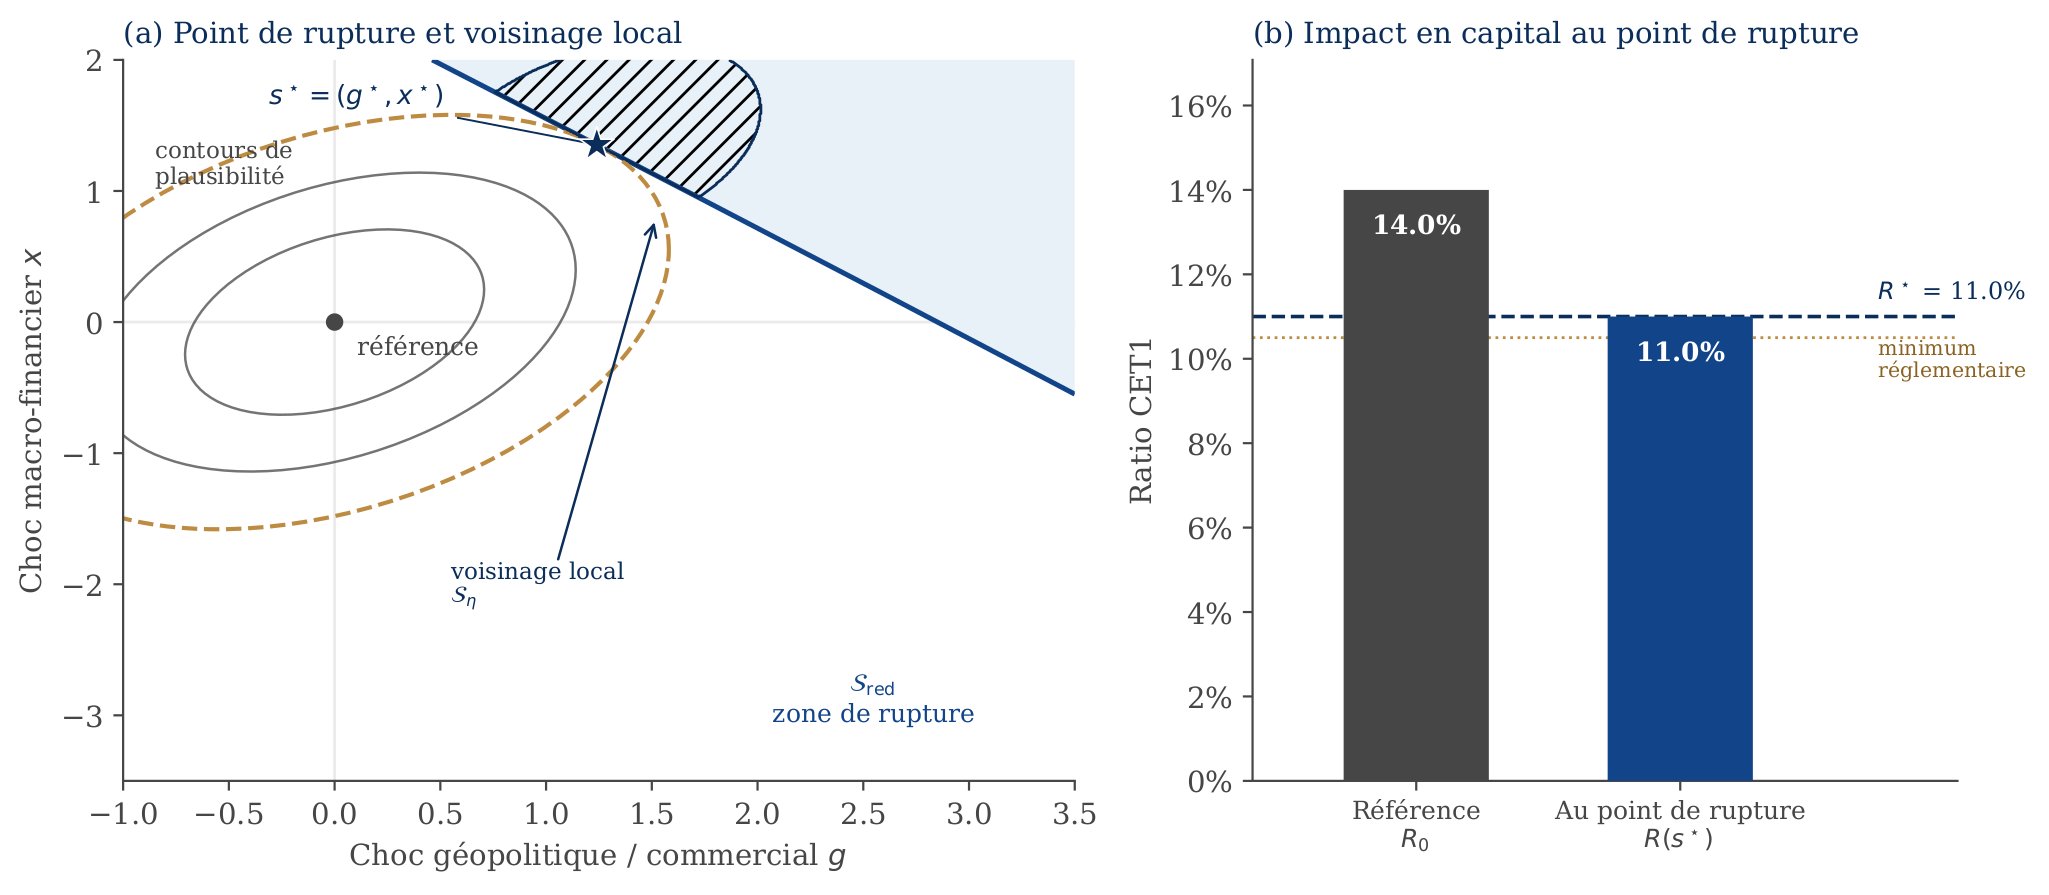 (a) Point de rupture et voisinage local
2
1
0
−1
−2
−3
Choc macro-financier x
s⋆ = (g⋆, x⋆)
contours de
plausibilité
référence
voisinage local
𝒮η
𝒮red
zone de rupture
−1.0 −0.5 0.0 0.5 1.0 1.5 2.0 2.5 3.0 3.5
Choc géopolitique / commercial g
(b) Impact en capital au point de rupture
16%
14%
12%
10%
8%
6%
4%
2%
0%
Ratio CET1
14.0%
11.0%
R⋆ = 11.0%
minimum
réglementaire
Référence
R₀
Au point de rupture
R(s⋆)